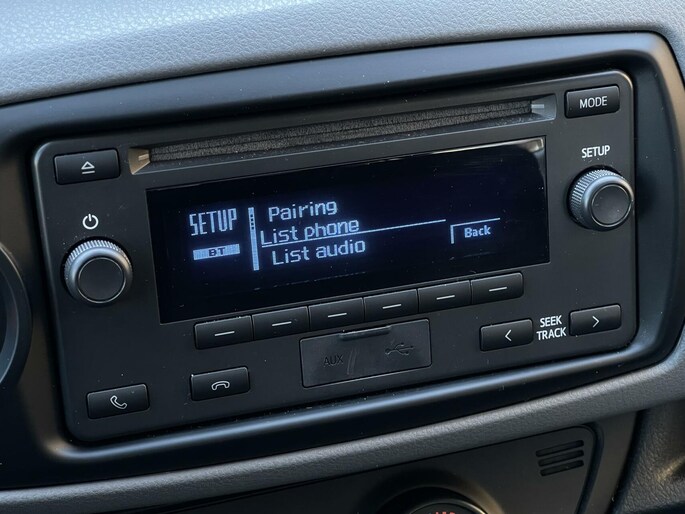 MODE
SETUP
SETUP
BT
Pairing
List phone
List audio
Back
AUX
SEEK
TRACK